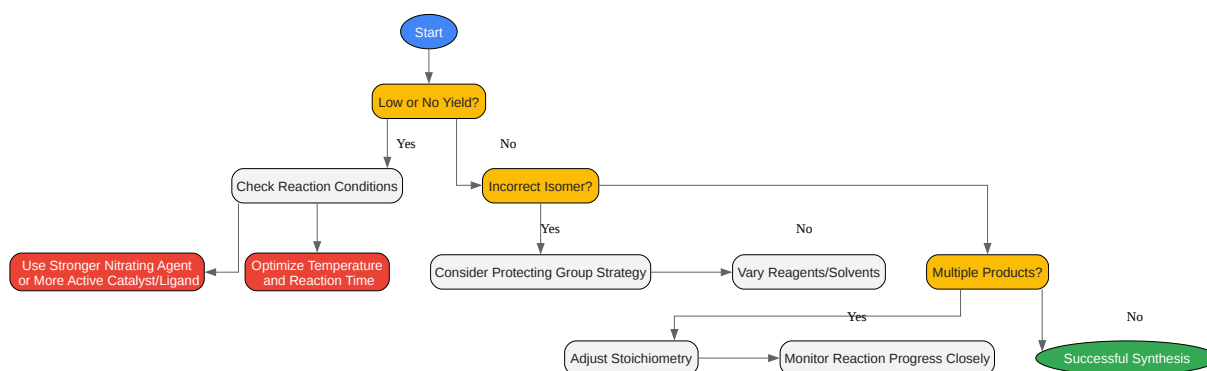 Start
Low or No Yield?
Yes
No
Check Reaction Conditions
Incorrect Isomer?
Yes
No
Use Stronger Nitrating Agent
or More Active Catalyst/Ligand
Optimize Temperature
and Reaction Time
Consider Protecting Group Strategy
Vary Reagents/Solvents
Multiple Products?
Yes
No
Adjust Stoichiometry
Monitor Reaction Progress Closely
Successful Synthesis